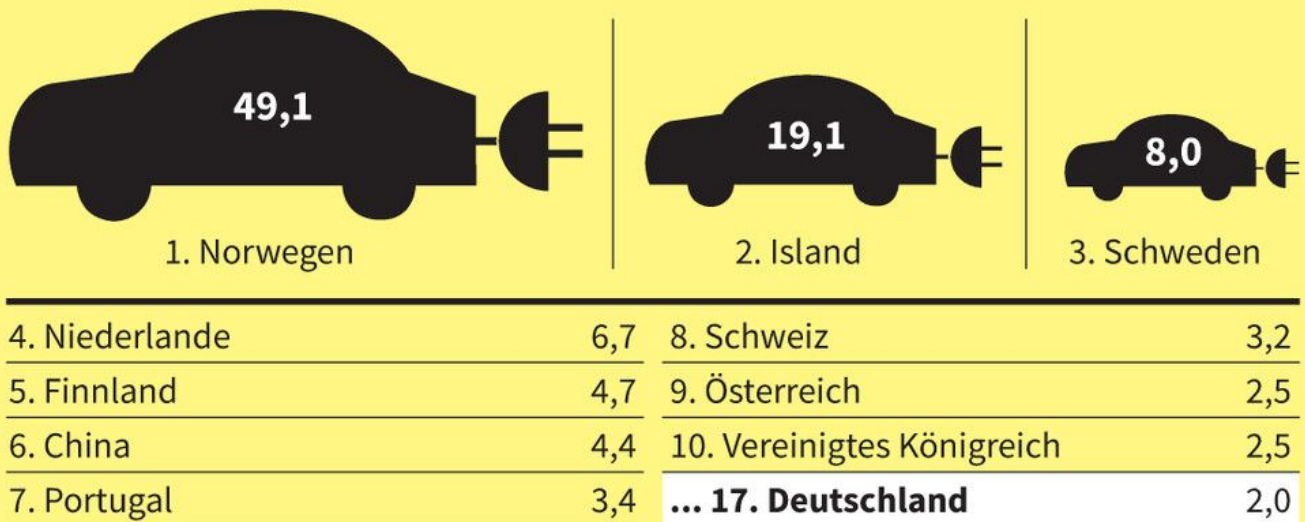 49,1
19,1
8,0
1. Norwegen
2. Island
3. Schweden
4. Niederlande 6,7
5. Finnland 4,7
6. China 4,4
7. Portugal 3,4
8. Schweiz 3,2
9. Österreich 2,5
10. Vereinigtes Königreich 2,5
... 17. Deutschland 2,0